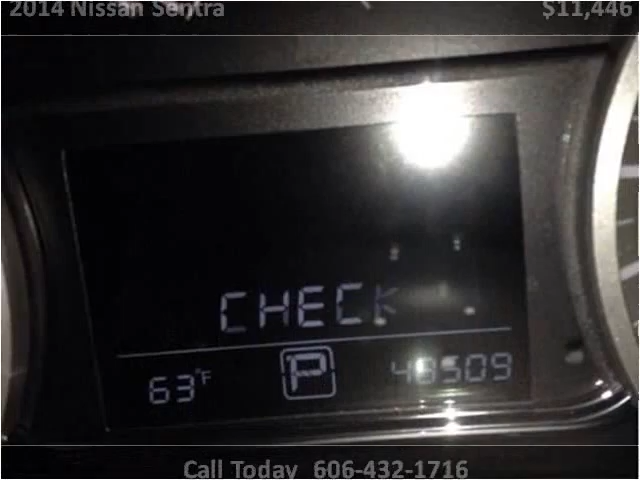 2014 Nissan Sentra $11,446
CHECK
63°F P 48509
Call Today 606-432-1716